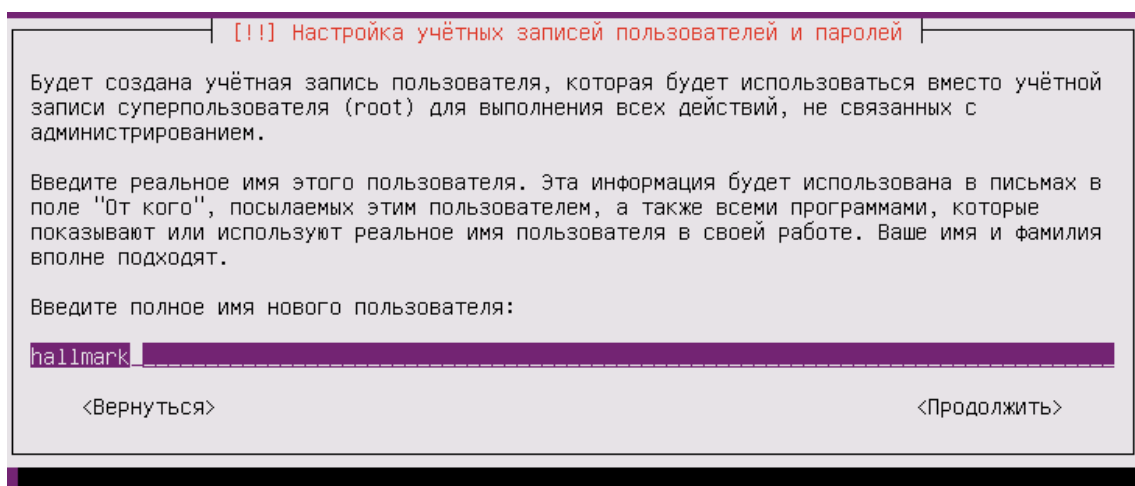 [!!] Настройка учётных записей пользователей и паролей
Будет создана учётная запись пользователя, которая будет использоваться вместо учётной
записи суперпользователя (root) для выполнения всех действий, не связанных с
администрированием.
Введите реальное имя этого пользователя. Эта информация будет использована в письмах в
поле "От кого", посылаемых этим пользователем, а также всеми программами, которые
показывают или используют реальное имя пользователя в своей работе. Ваше имя и фамилия
вполне подходят.
Введите полное имя нового пользователя:
hallmark
<Вернуться> <Продолжить>